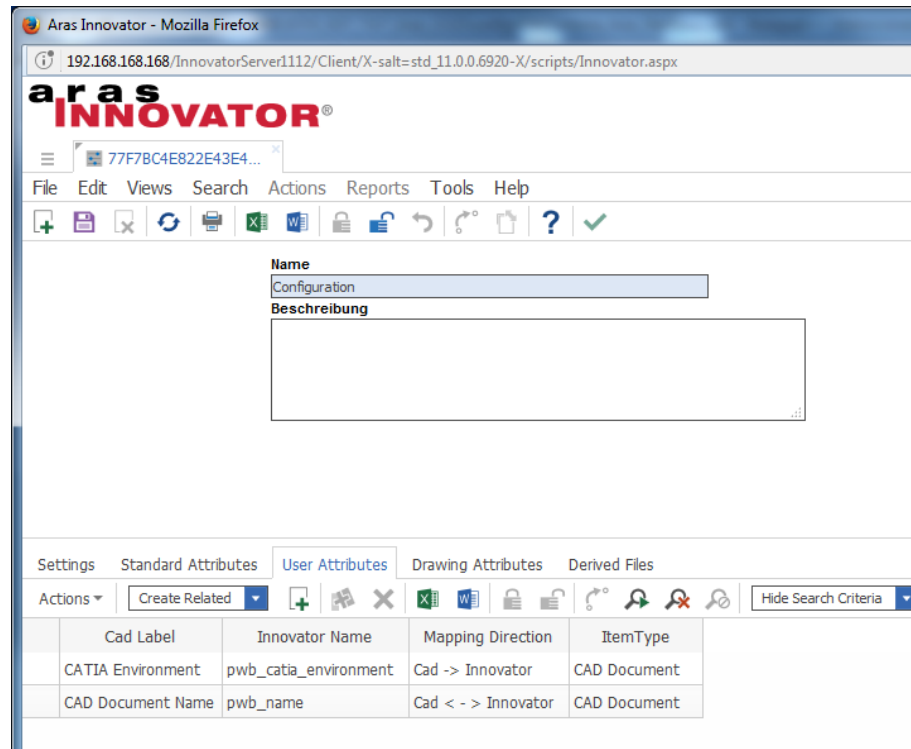 Aras Innovator - Mozilla Firefox
192.168.168.168/InnovatorServer1112/Client/X-salt=std_11.0.0.6920-X/scripts/Innovator.aspx
aras
INNOVATOR®
77F7BC4E822E43E4...
File Edit Views Search Actions Reports Tools Help
Name
Configuration
Beschreibung
Settings Standard Attributes User Attributes Drawing Attributes Derived Files
Actions Create Related Hide Search Criteria
Cad Label Innovator Name Mapping Direction ItemType
CATIA Environment pwb_catia_environment Cad -> Innovator CAD Document
CAD Document Name pwb_name Cad < - > Innovator CAD Document